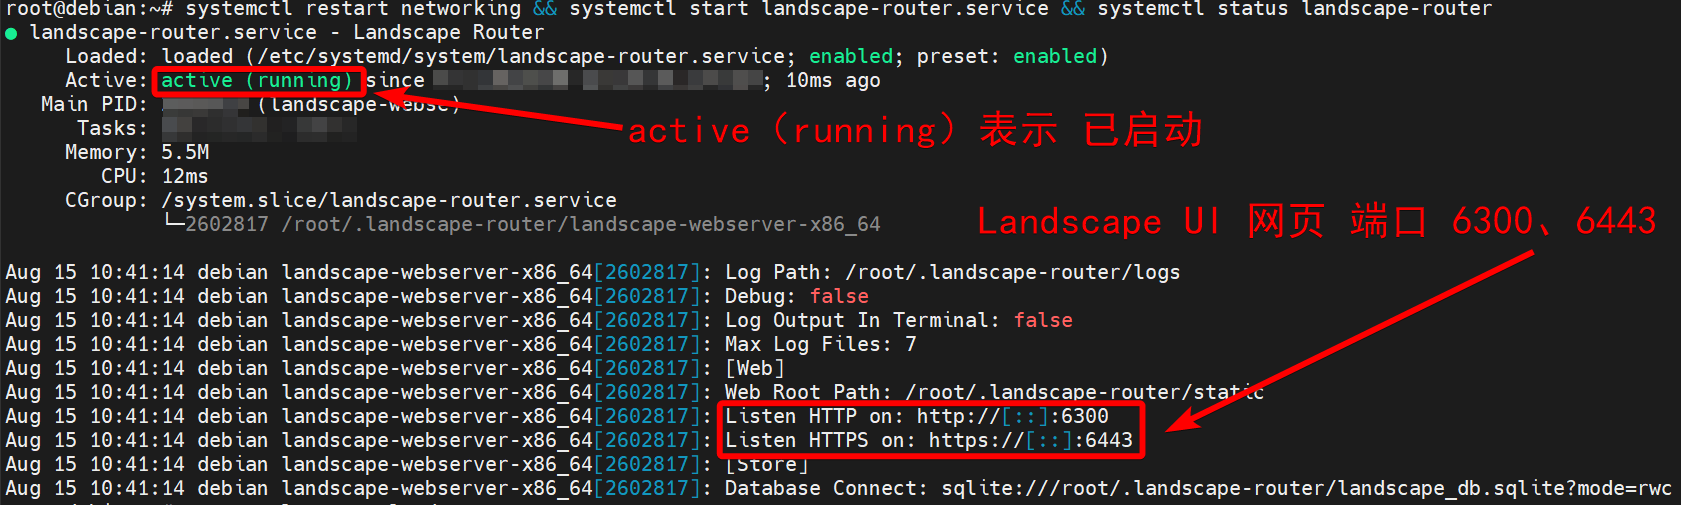 root@debian:~# systemctl restart networking && systemctl start landscape-router.service && systemctl status landscape-router
● landscape-router.service - Landscape Router
Loaded: loaded (/etc/systemd/system/landscape-router.service; enabled; preset: enabled)
Active: active (running) since ; 10ms ago
Main PID: (landscape-webse)
Tasks:
active (running) 表示 已启动
Memory: 5.5M
CPU: 12ms
CGroup: /system.slice/landscape-router.service
└─2602817 /root/.landscape-router/landscape-webserver-x86_64
Landscape UI 网页 端口 6300、6443
Aug 15 10:41:14 debian landscape-webserver-x86_64[2602817]: Log Path: /root/.landscape-router/logs
Aug 15 10:41:14 debian landscape-webserver-x86_64[2602817]: Debug: false
Aug 15 10:41:14 debian landscape-webserver-x86_64[2602817]: Log Output In Terminal: false
Aug 15 10:41:14 debian landscape-webserver-x86_64[2602817]: Max Log Files: 7
Aug 15 10:41:14 debian landscape-webserver-x86_64[2602817]: [Web]
Aug 15 10:41:14 debian landscape-webserver-x86_64[2602817]: Web Root Path: /root/.landscape-router/static
Aug 15 10:41:14 debian landscape-webserver-x86_64[2602817]: Listen HTTP on: http://[::]:6300
Aug 15 10:41:14 debian landscape-webserver-x86_64[2602817]: Listen HTTPS on: https://[::]:6443
Aug 15 10:41:14 debian landscape-webserver-x86_64[2602817]: [Store]
Aug 15 10:41:14 debian landscape-webserver-x86_64[2602817]: Database Connect: sqlite:///root/.landscape-router/landscape_db.sqlite?mode=rwc